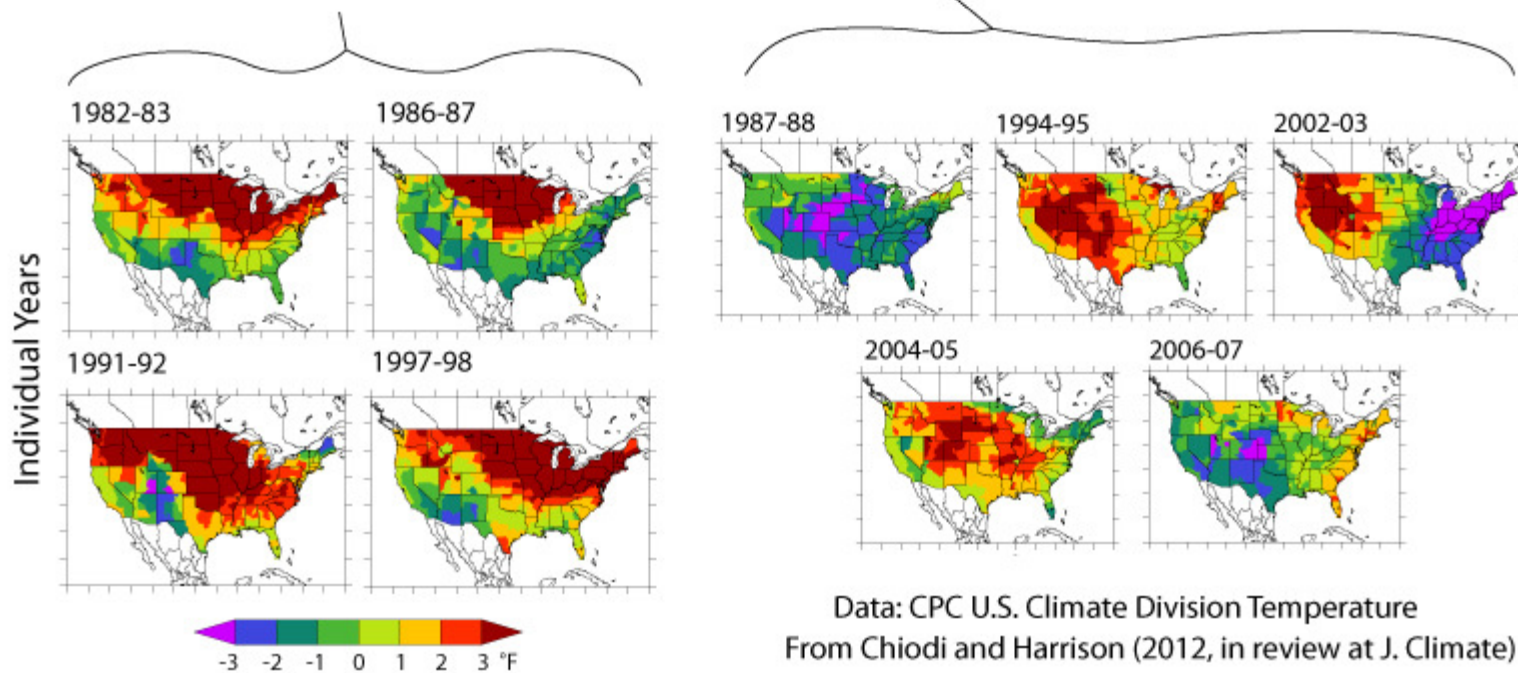 1982-83
1986-87
1987-88
1994-95
2002-03
Individual Years
1991-92
1997-98
2004-05
2006-07
-3 -2 -1 0 1 2 3 °F
Data: CPC U.S. Climate Division Temperature
From Chiodi and Harrison (2012, in review at J. Climate)